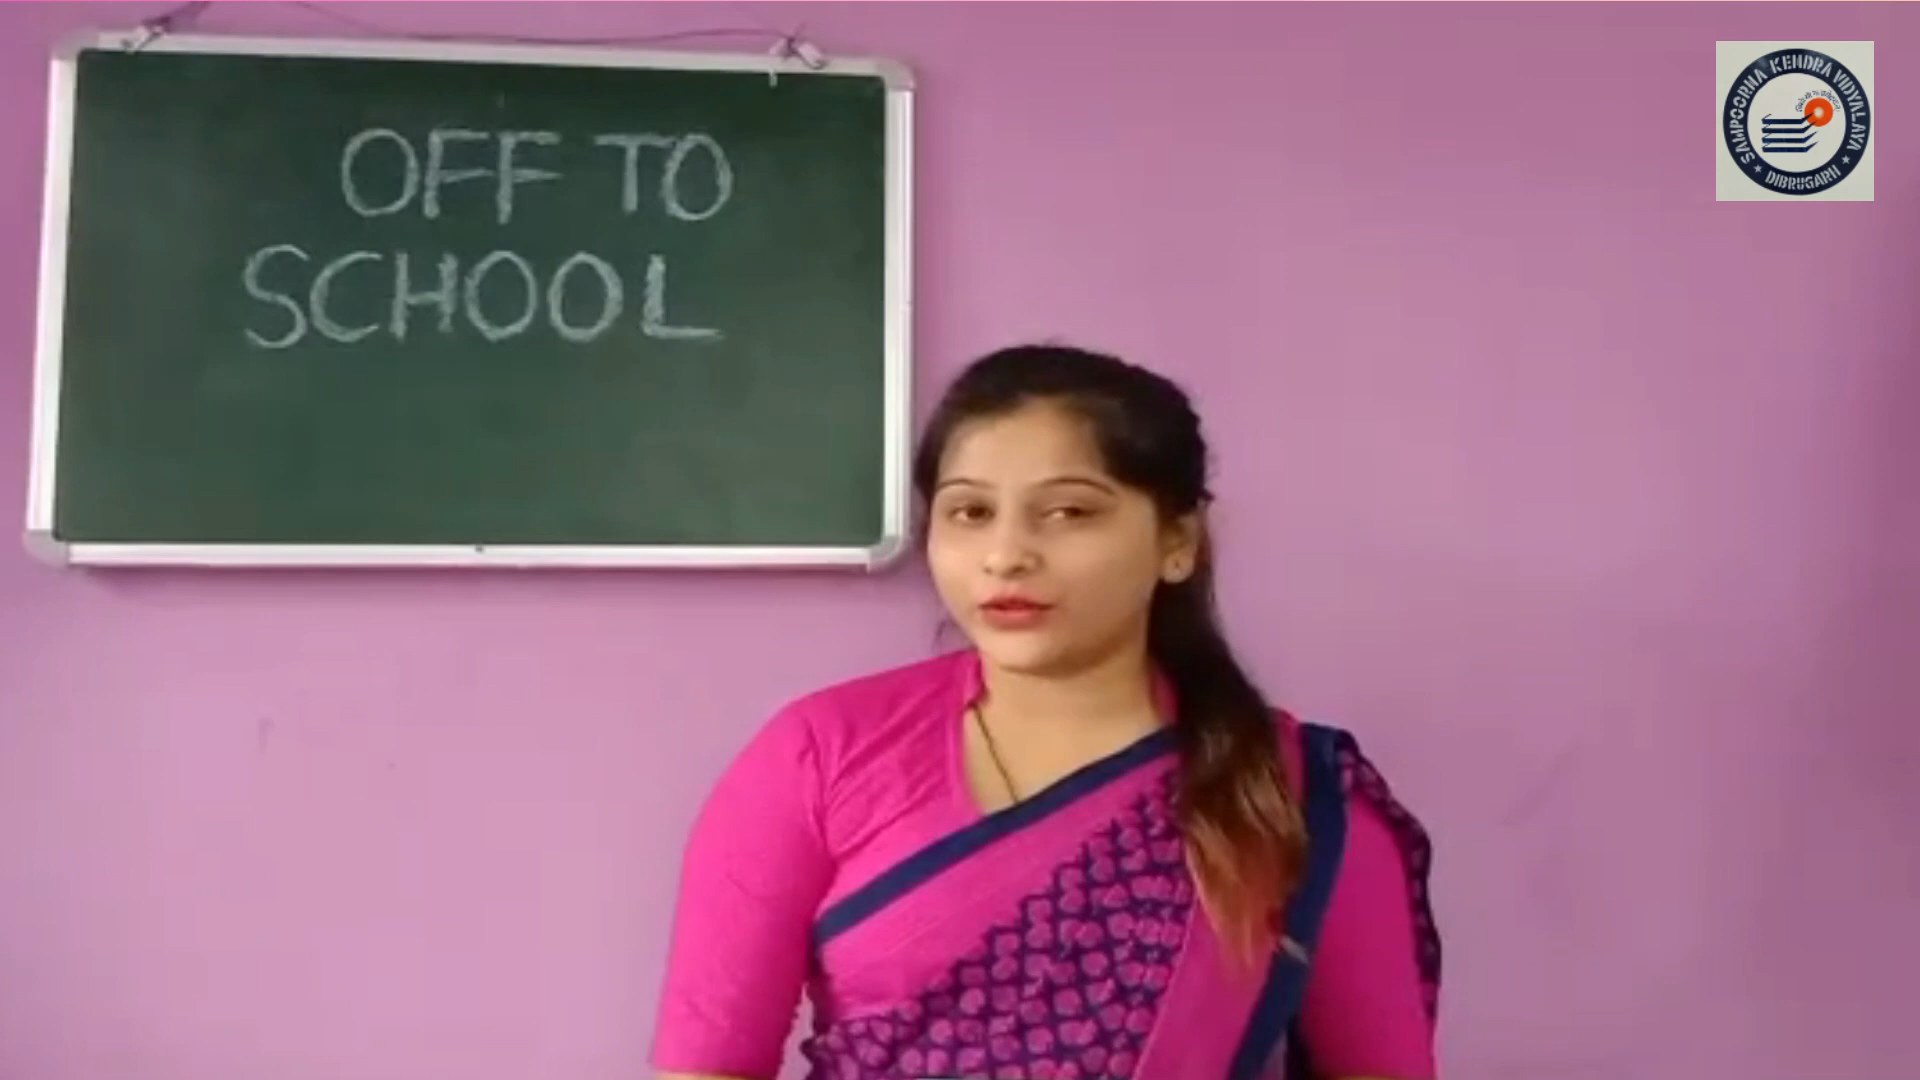 OFF TO
SCHOOL
SAMPOORNA KENDRA VIDYALAYA
★ DIBRUGARH ★